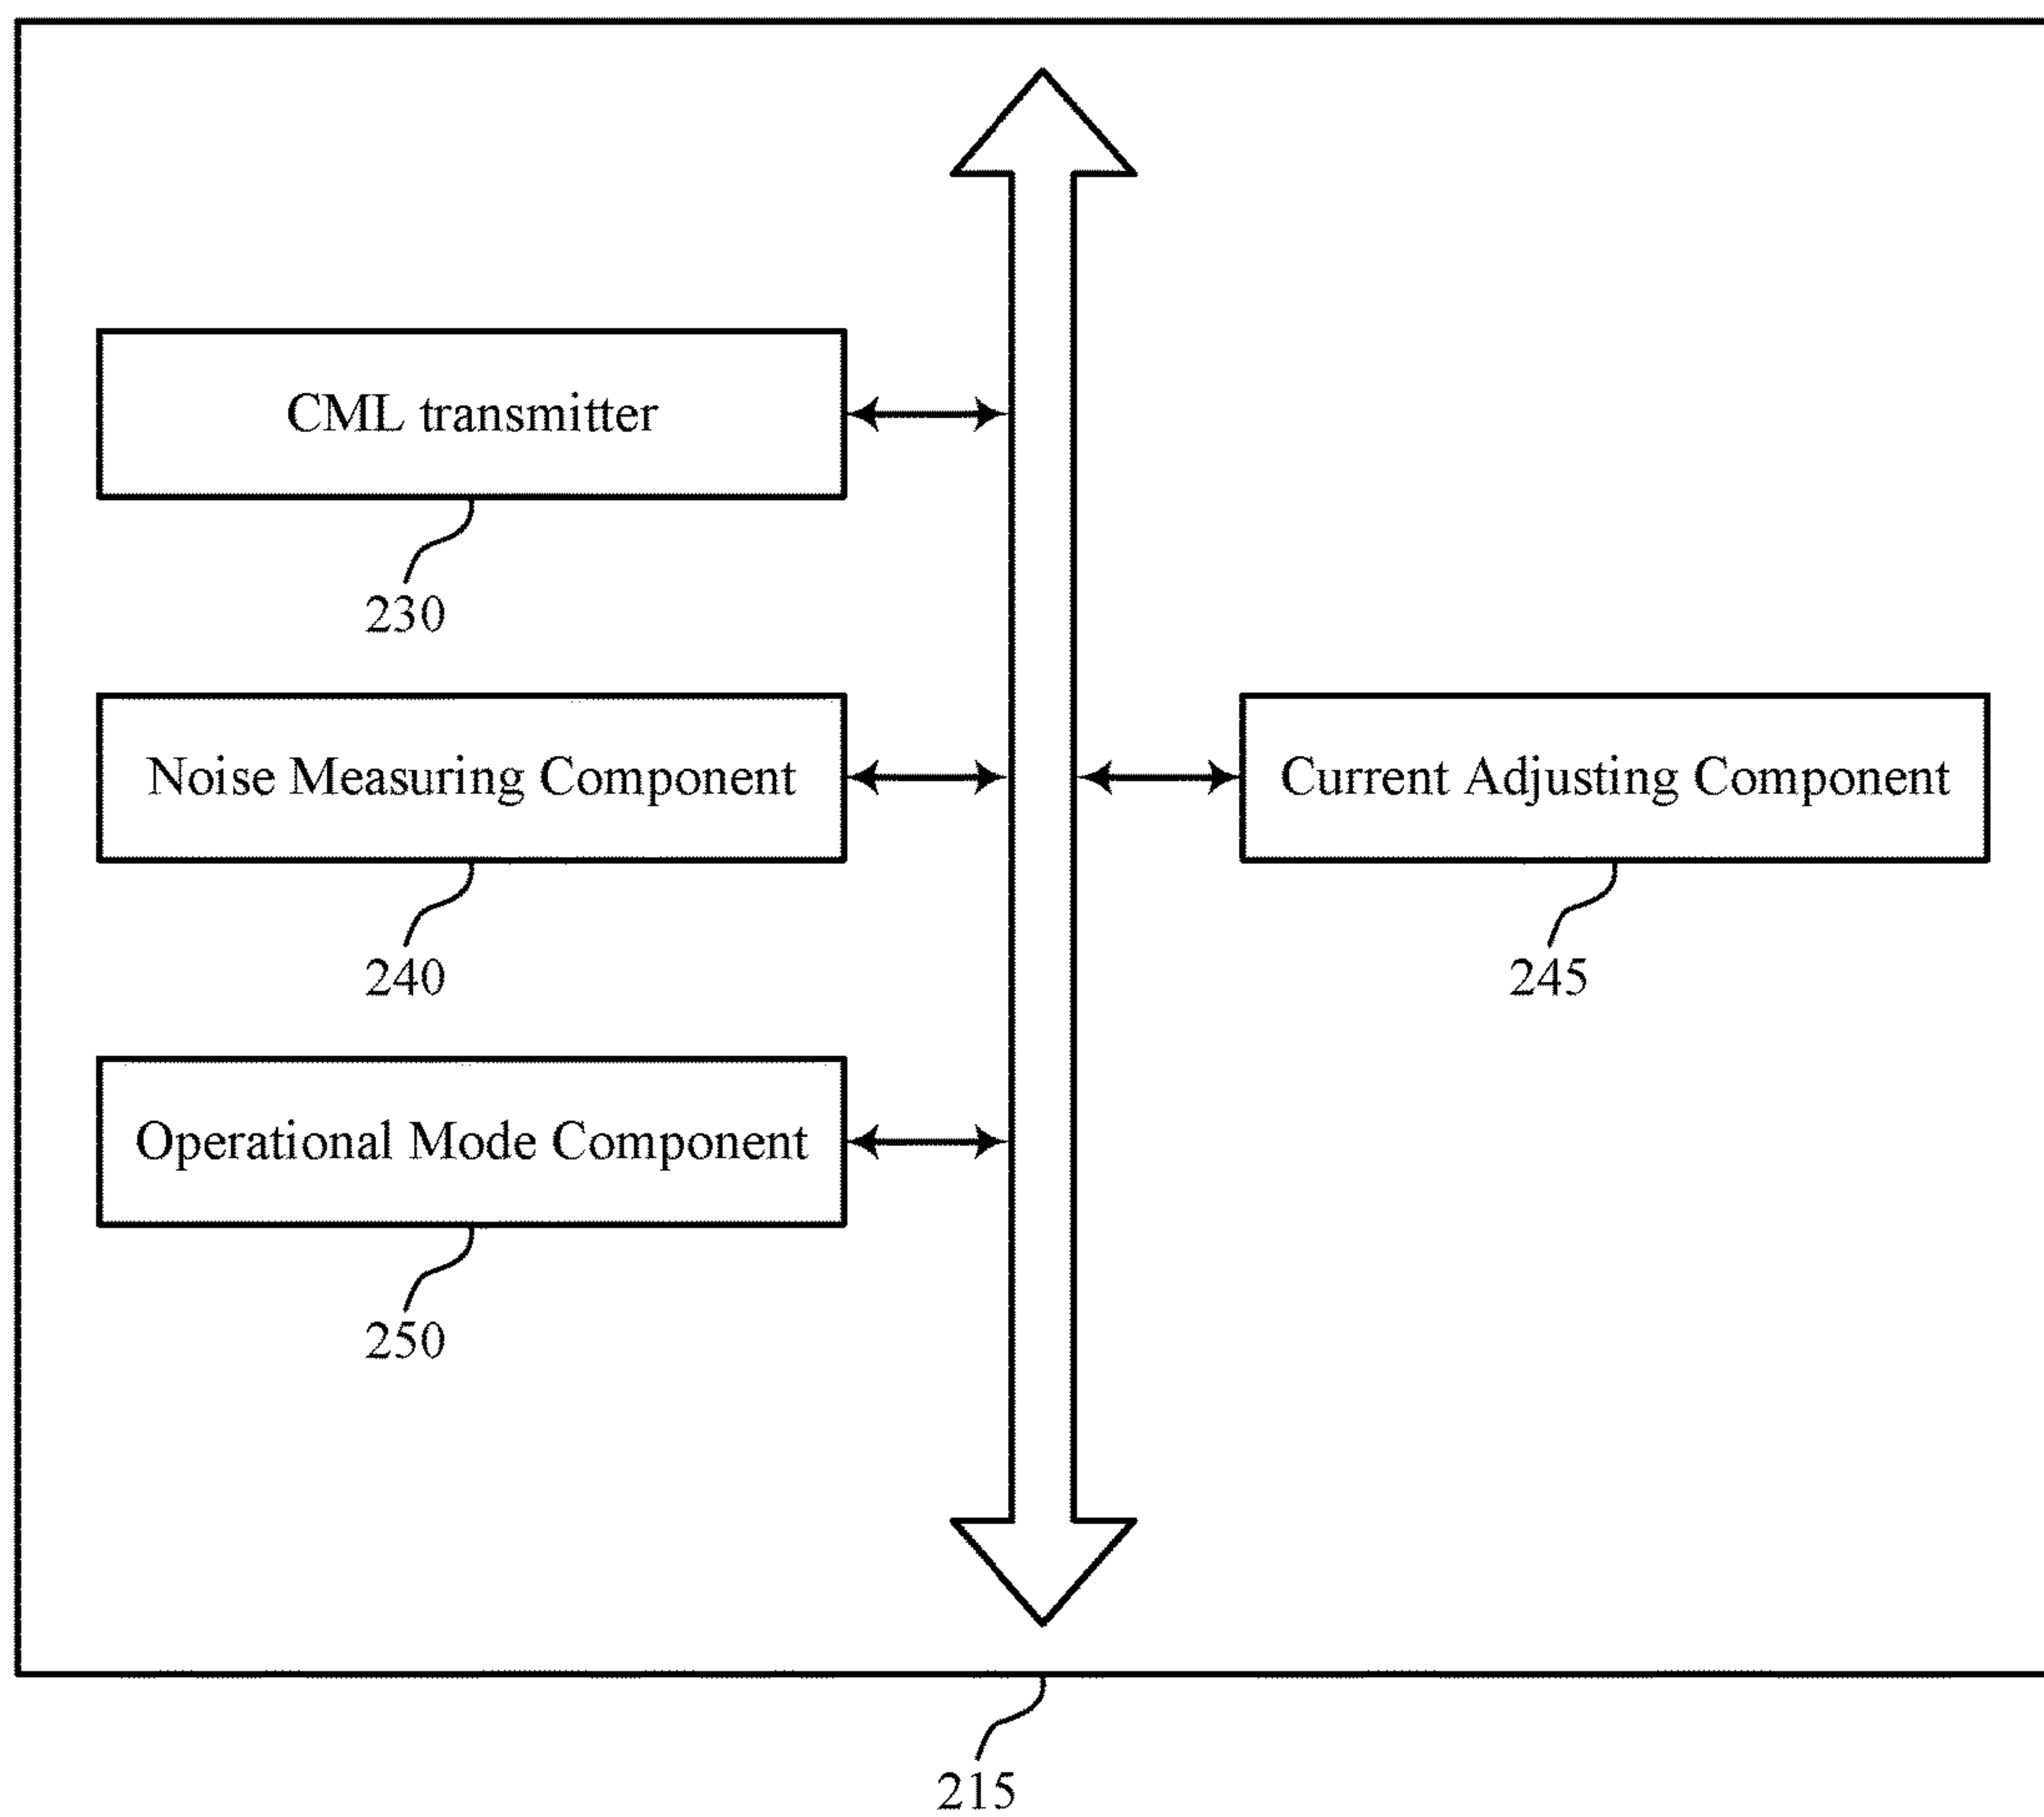 CML transmitter
230
Noise Measuring Component
Current Adjusting Component
240
245
Operational Mode Component
250
215